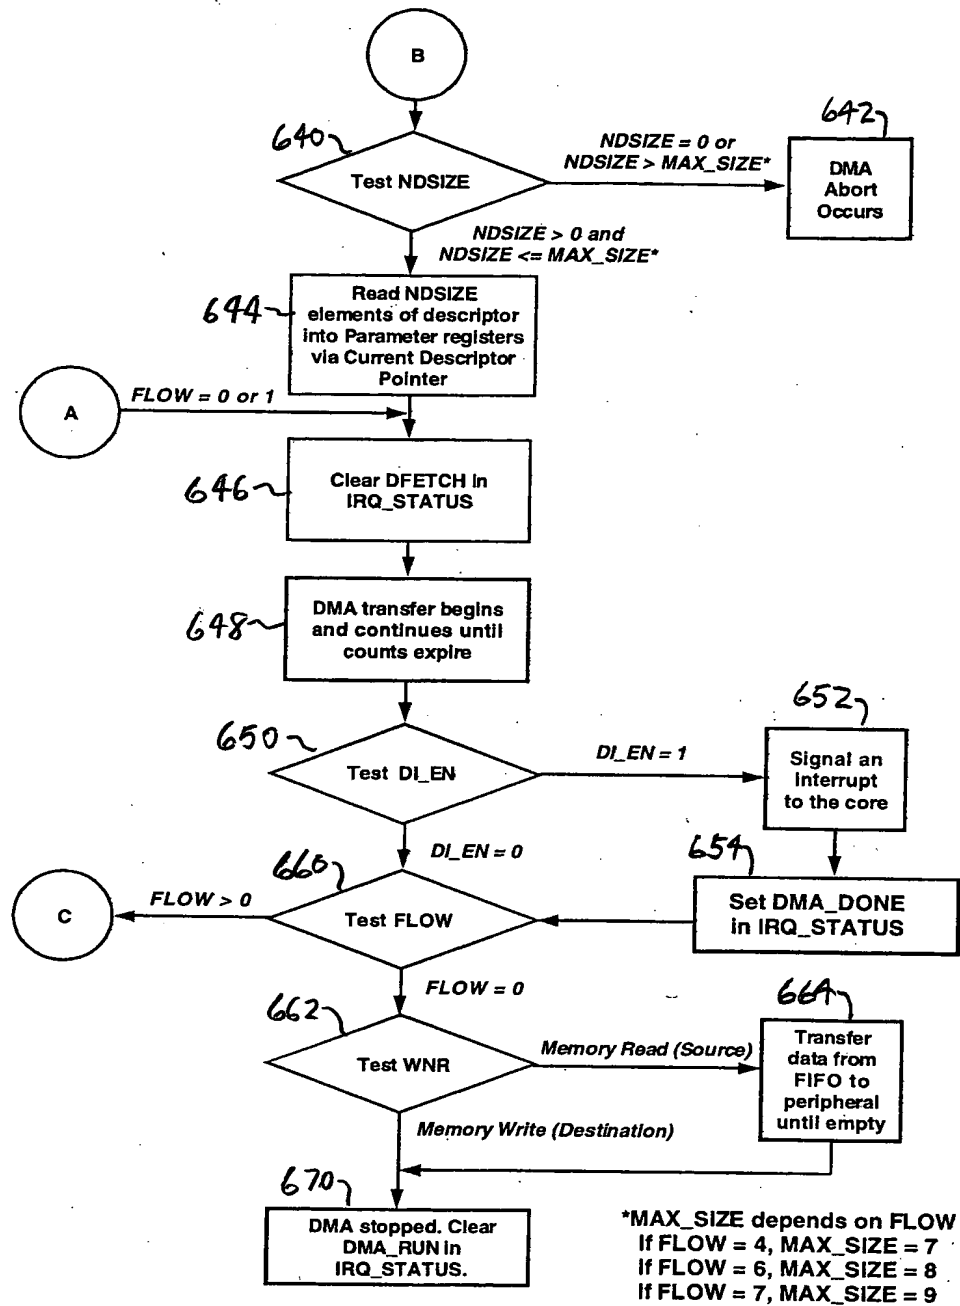 B
640
Test NDSIZE
NDSIZE = 0 or
NDSIZE > MAX_SIZE*
642
DMA
Abort
Occurs
NDSIZE > 0 and
NDSIZE <= MAX_SIZE*
644
Read NDSIZE
elements of descriptor
into Parameter registers
via Current Descriptor
Pointer
A
FLOW = 0 or 1
646
Clear DFETCH in
IRQ_STATUS
648
DMA transfer begins
and continues until
counts expire
650
Test DI_EN
DI_EN = 1
652
Signal an
interrupt
to the core
DI_EN = 0
654
Set DMA_DONE
in IRQ_STATUS
660
Test FLOW
FLOW > 0
C
FLOW = 0
662
Test WNR
Memory Read (Source)
664
Transfer
data from
FIFO to
peripheral
until empty
Memory Write (Destination)
670
DMA stopped. Clear
DMA_RUN in
IRQ_STATUS.
*MAX_SIZE depends on FLOW
If FLOW = 4, MAX_SIZE = 7
If FLOW = 6, MAX_SIZE = 8
If FLOW = 7, MAX_SIZE = 9